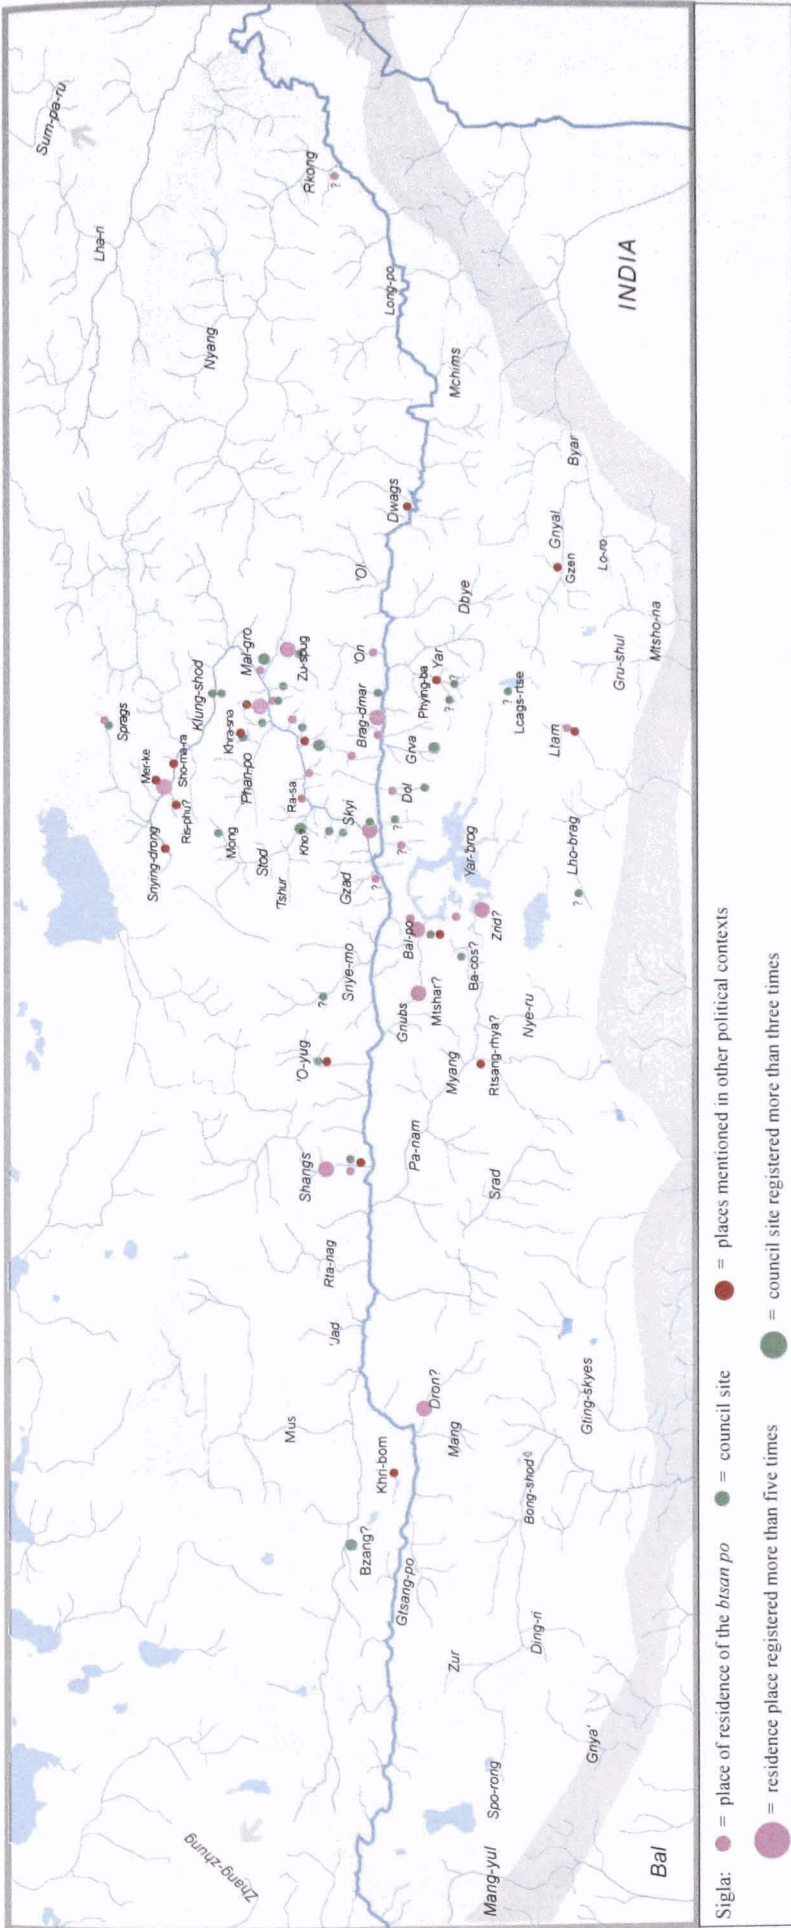 Sum-pa-ru
Lha-ri
Rkong
?
Nyang
Long-po
INDIA
Mchims
Byar
Dwags
Gnyal
Gzen
Lo-ro
'Ol
Dbye
Mtsho-na
Gru-shul
Sprags
Klung-shod
Mal-gro
Zu-spug
'On
Yar
Phying-ba
?
?
Lcags-rtse
?
Ltam
Mer-ke
Sho-ma-ra
Khra-sna
'Phan-po
Brag-dmar
Grva
Ris-phu?
Snying-drong
Mong
Stod
'Tshur
Ra-sa
Kho?
Skyi
Dol
?
?
Gzad
?
Yar-brog
Lho-brag
?
Bal-po
Zrid?
Snye-mo
?
Ba-cos?
Mtshar?
Gnubs
Nye-ru
'O-yug
Myang
Rtsang-rhya?
Shangs
Pa-nam
Srad
Rta-nag
'Jad
Dron?
Mang
Gting-skyes
Mus
Khri-bom
Bong-shod
Bzang?
Gtsang-po
Zur
Ding-ri
Gnya'
Spo-rong
Zhang-zhung
Mang-yul
Bal
Sigla: = place of residence of the btsan po = council site = places mentioned in other political contexts
= residence place registered more than five times = council site registered more than three times